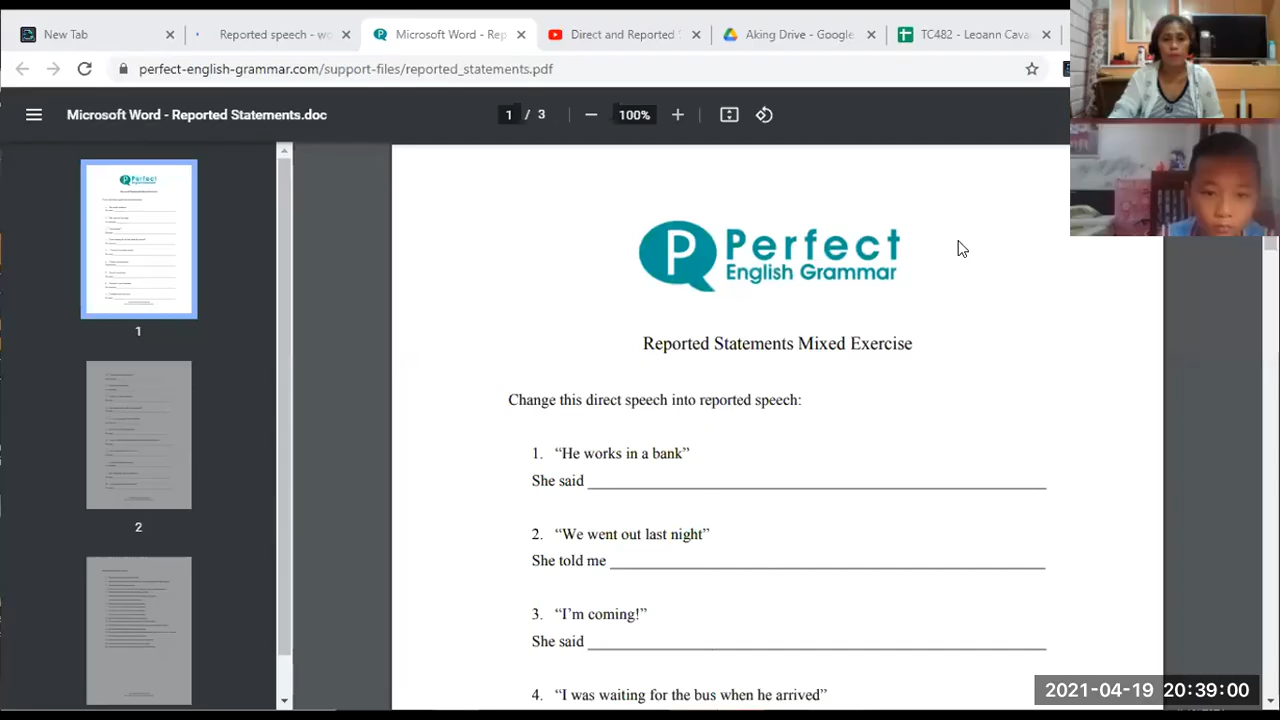 New Tab
Reported speech - wo
Microsoft Word - Rep
Direct and Reported S
Aking Drive - Google
TC482 - Leoann Cava
perfect-english-grammar.com/support-files/reported_statements.pdf
Microsoft Word - Reported Statements.doc
1 / 3
100%
Perfect
English Grammar
Reported Statements Mixed Exercise
Change this direct speech into reported speech:
1. “He works in a bank”
She said
2. “We went out last night”
She told me
3. “I’m coming!”
She said
4. “I was waiting for the bus when he arrived”
1
2
2021-04-19 20:39:00